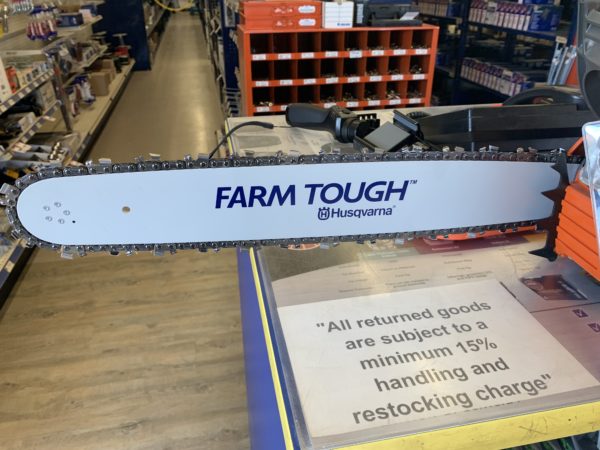 FARM TOUGH™
Husqvarna®
"All returned goods
are subject to a
minimum 15%
handling and
restocking charge"